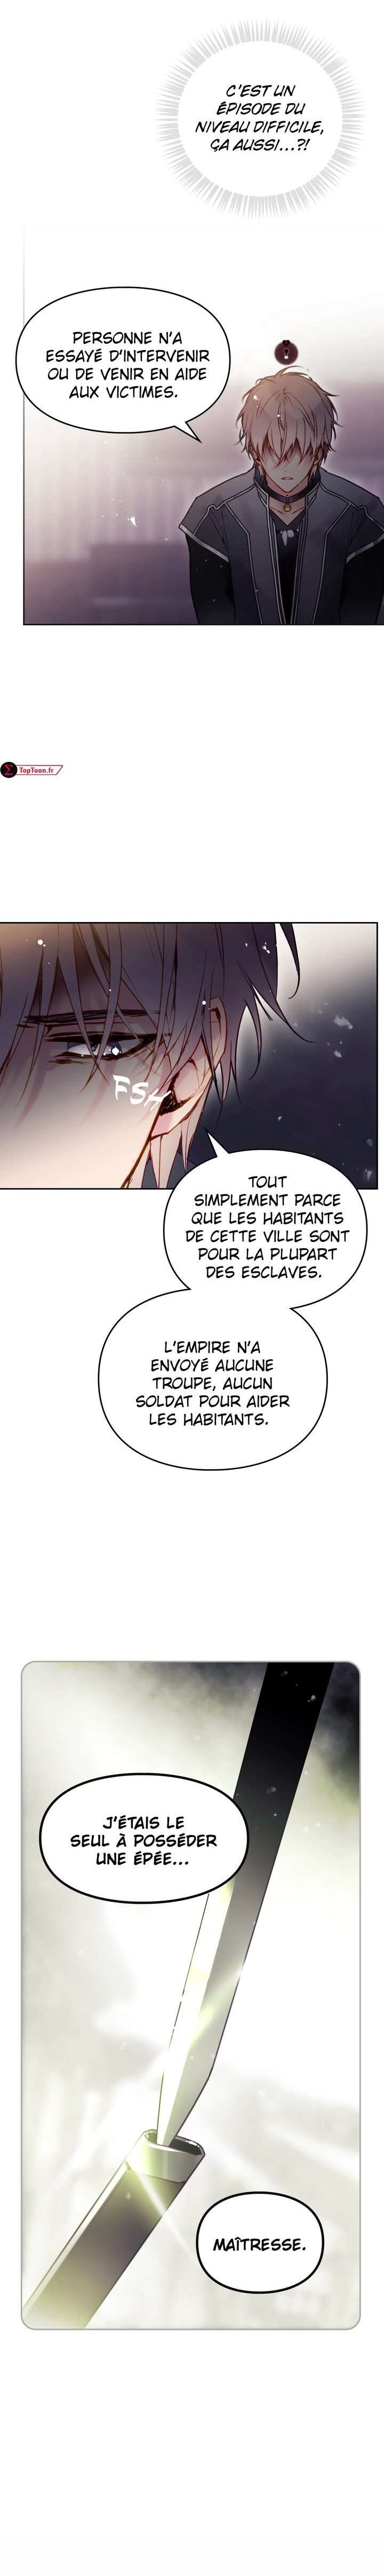 C'EST UN
ÉPISODE DU
NIVEAU DIFFICILE,
ÇA AUSSI...?!
PERSONNE N'A
ESSAYÉ D'INTERVENIR
OU DE VENIR EN AIDE
AUX VICTIMES.
TopToon.fr
FSH
TOUT
SIMPLEMENT PARCE
QUE LES HABITANTS
DE CETTE VILLE SONT
POUR LA PLUPART
DES ESCLAVES.
L'EMPIRE N'A
ENVOYÉ AUCUNE
TROUPE, AUCUN
SOLDAT POUR AIDER
LES HABITANTS.
J'ÉTAIS LE
SEUL À POSSÉDER
UNE ÉPÉE...
MAÎTRESSE.